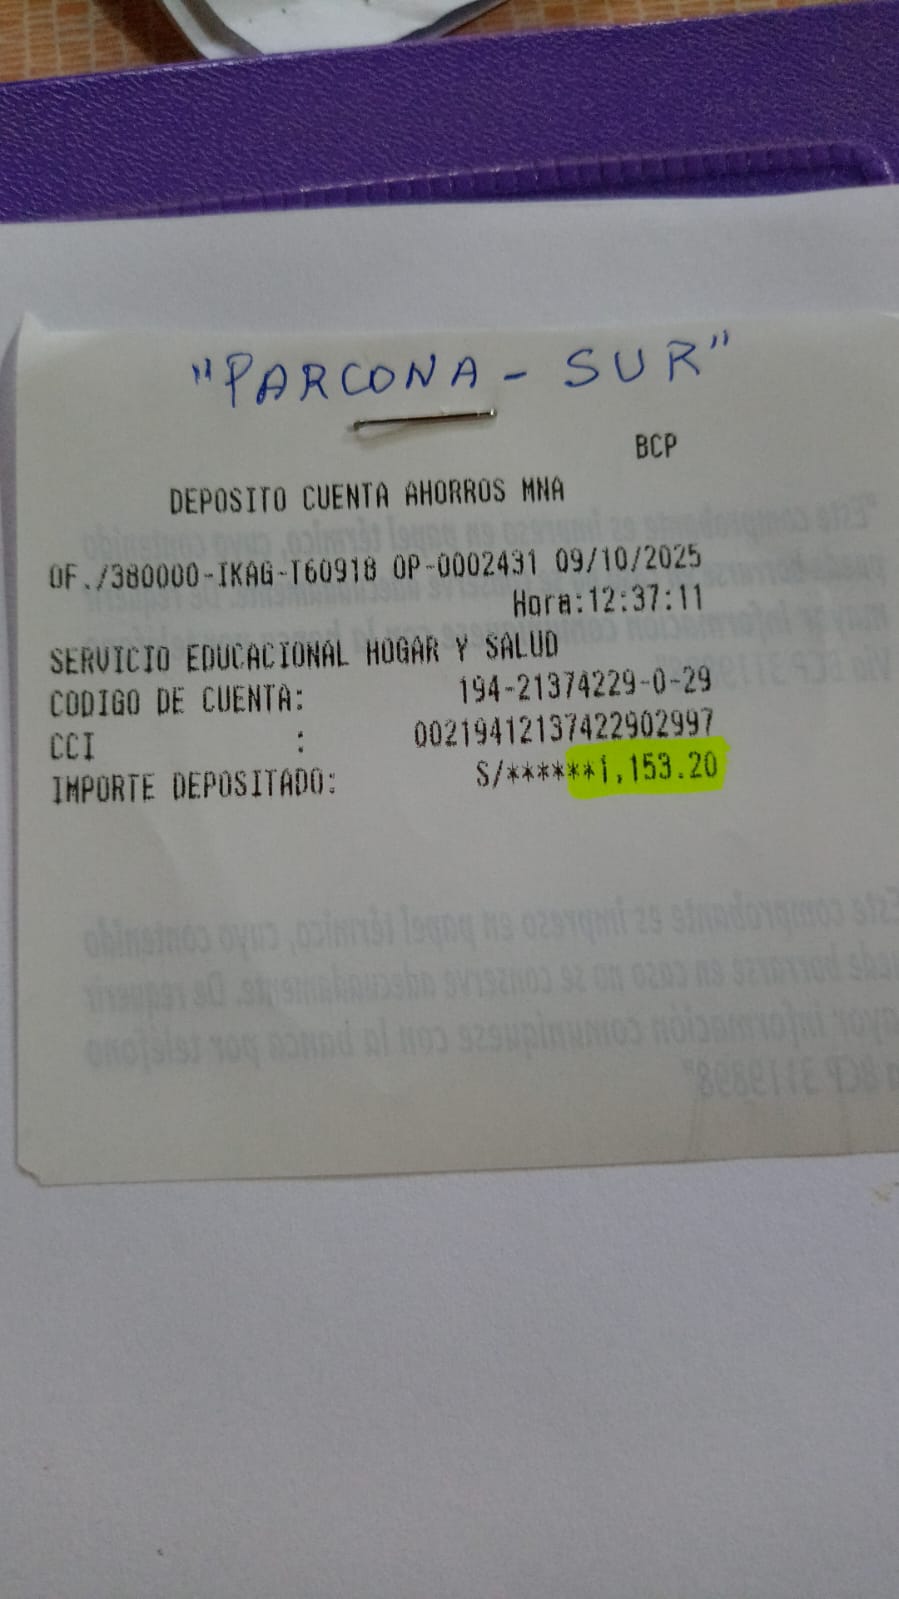 "PARCONA - SUR"
BCP
DEPOSITO CUENTA AHORROS MNA
OF./380000-IKAG-T60918 OP-0002431 09/10/2025
Hora:12:37:11
SERVICIO EDUCACIONAL HOGAR Y SALUD
CODIGO DE CUENTA: 194-21374229-0-29
CCI : 00219412137422902997
IMPORTE DEPOSITADO: S/******1,153.20